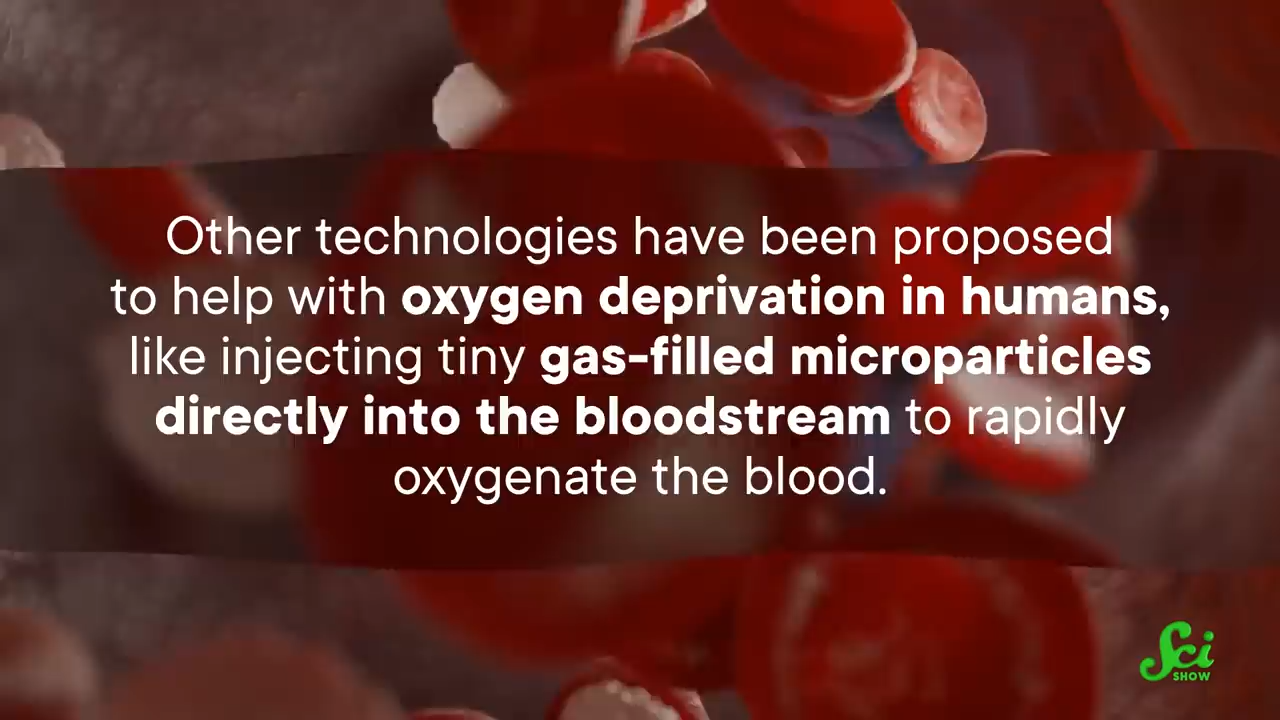 Other technologies have been proposed
to help with oxygen deprivation in humans,
like injecting tiny gas-filled microparticles
directly into the bloodstream to rapidly
oxygenate the blood.
Sci
SHOW